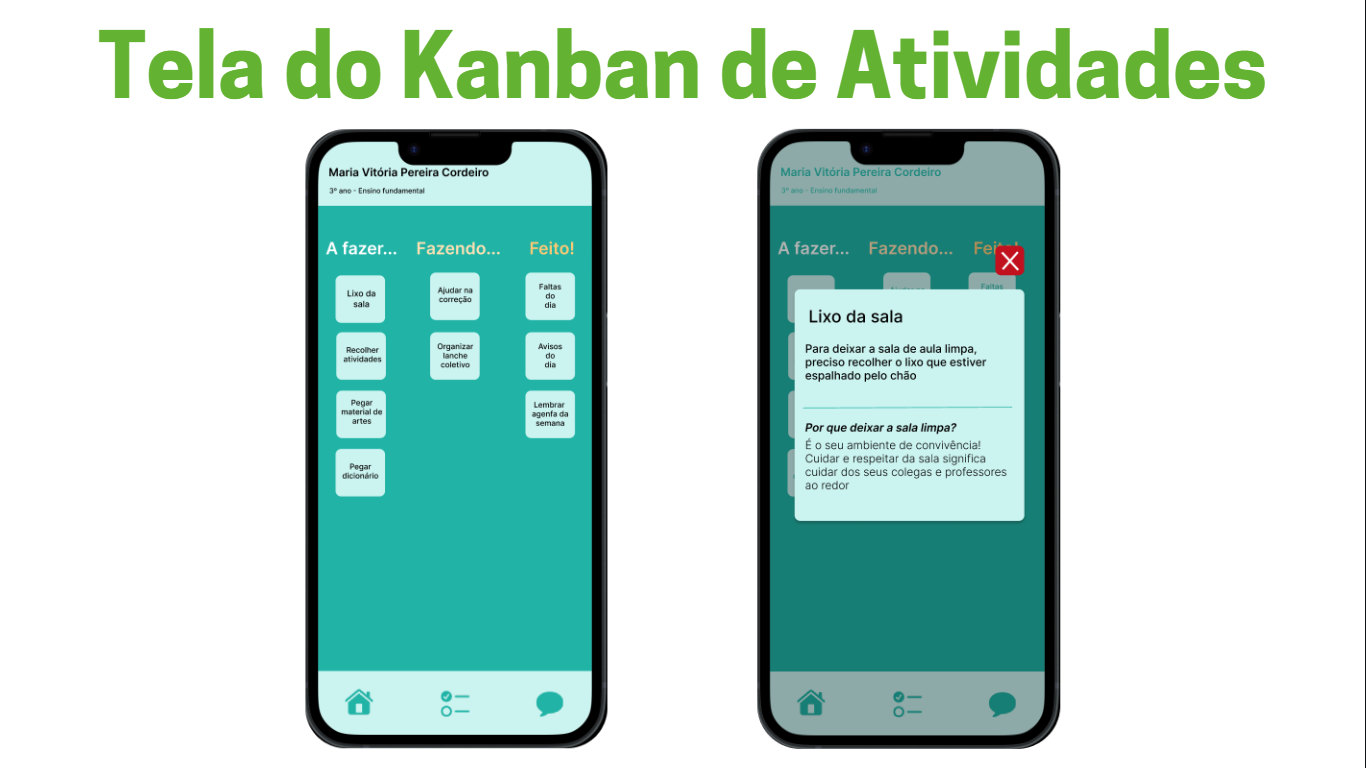 Tela do Kanban de Atividades
Maria Vitória Pereira Cordeiro
3º ano - Ensino fundamental
A fazer...
Lixo da
sala
Recolher
atividades
Pegar
material de
artes
Pegar
dicionário
Fazendo...
Ajudar na
correção
Organizar
lanche
coletivo
Feito!
Faltas
do
dia
Avisos
do
dia
Lembrar
agenfa da
semana
Maria Vitória Pereira Cordeiro
3º ano - Ensino fundamental
A fazer...
Fazendo...
Feito!
Faltas
Lixo da sala
Para deixar a sala de aula limpa,
preciso recolher o lixo que estiver
espalhado pelo chão
Por que deixar a sala limpa?
É o seu ambiente de convivência!
Cuidar e respeitar da sala significa
cuidar dos seus colegas e professores
ao redor